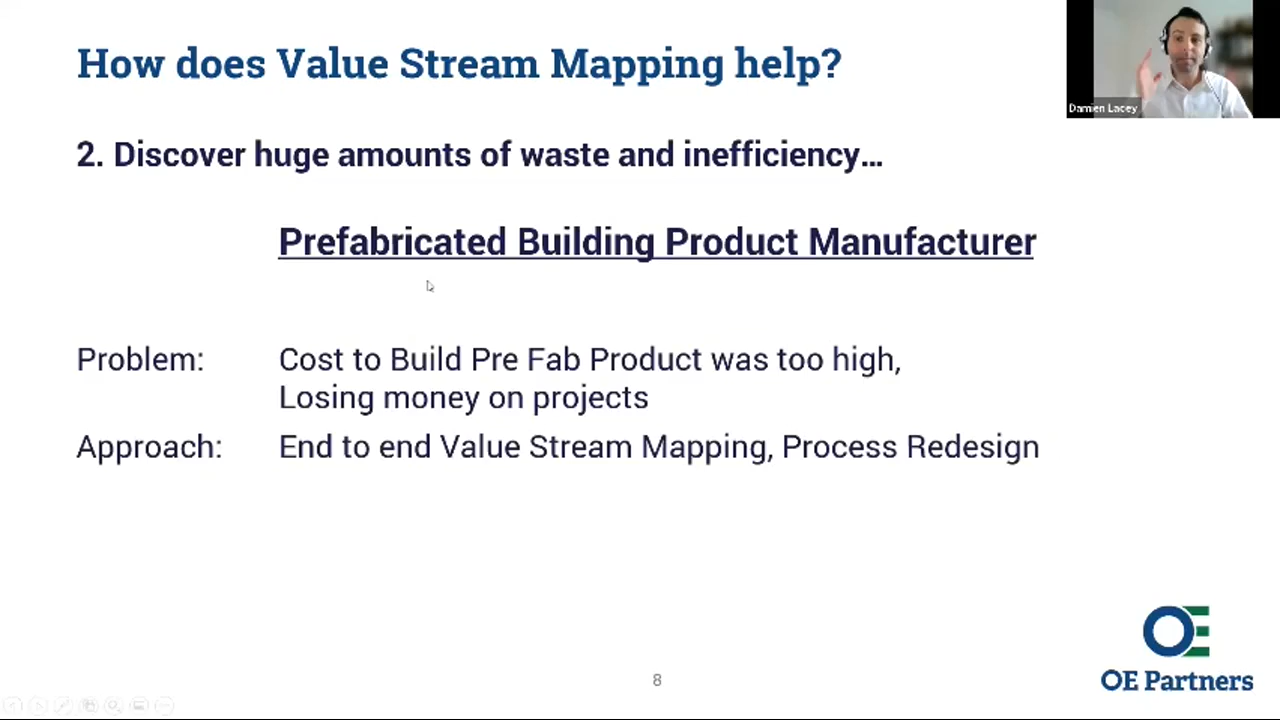 How does Value Stream Mapping help?
Damien Lacey
2. Discover huge amounts of waste and inefficiency...
Prefabricated Building Product Manufacturer
Problem: Cost to Build Pre Fab Product was too high,
Losing money on projects
Approach: End to end Value Stream Mapping, Process Redesign
8
OE
OE Partners